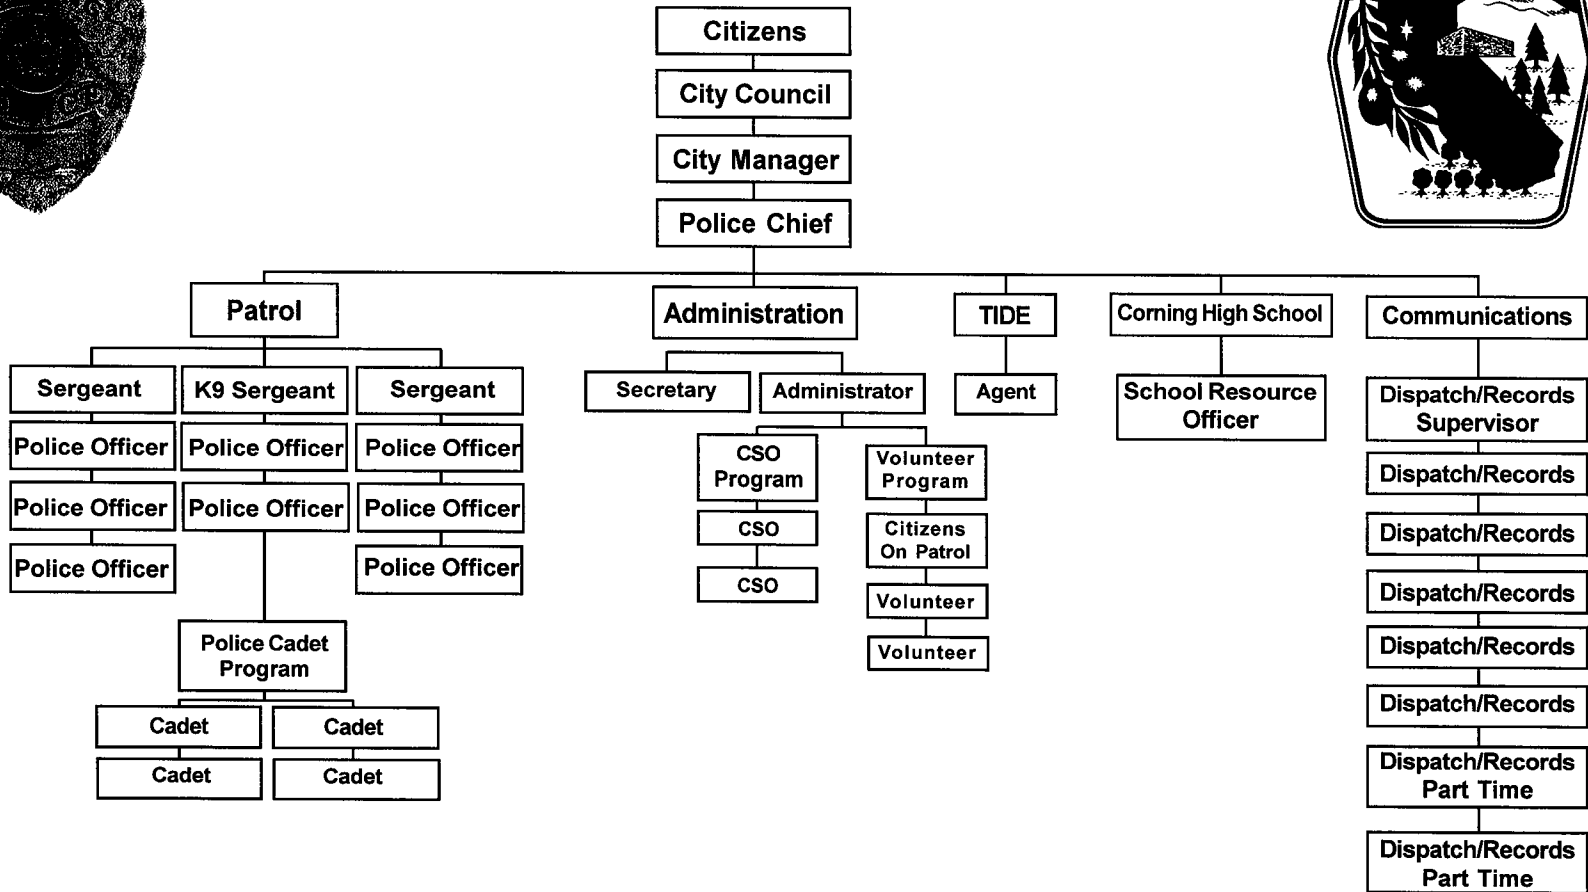 Citizens
City Council
City Manager
Police Chief
Patrol
Administration
TIDE
Corning High School
Communications
Sergeant
K9 Sergeant
Sergeant
Police Officer
Police Officer
Police Officer
Police Officer
Police Officer
Police Officer
Police Officer
Police Officer
Police Cadet
Program
Cadet
Cadet
Cadet
Cadet
Secretary
Administrator
CSO
Program
CSO
CSO
Volunteer
Program
Citizens
On Patrol
Volunteer
Volunteer
Agent
School Resource
Officer
Dispatch/Records
Supervisor
Dispatch/Records
Dispatch/Records
Dispatch/Records
Dispatch/Records
Dispatch/Records
Dispatch/Records
Part Time
Dispatch/Records
Part Time